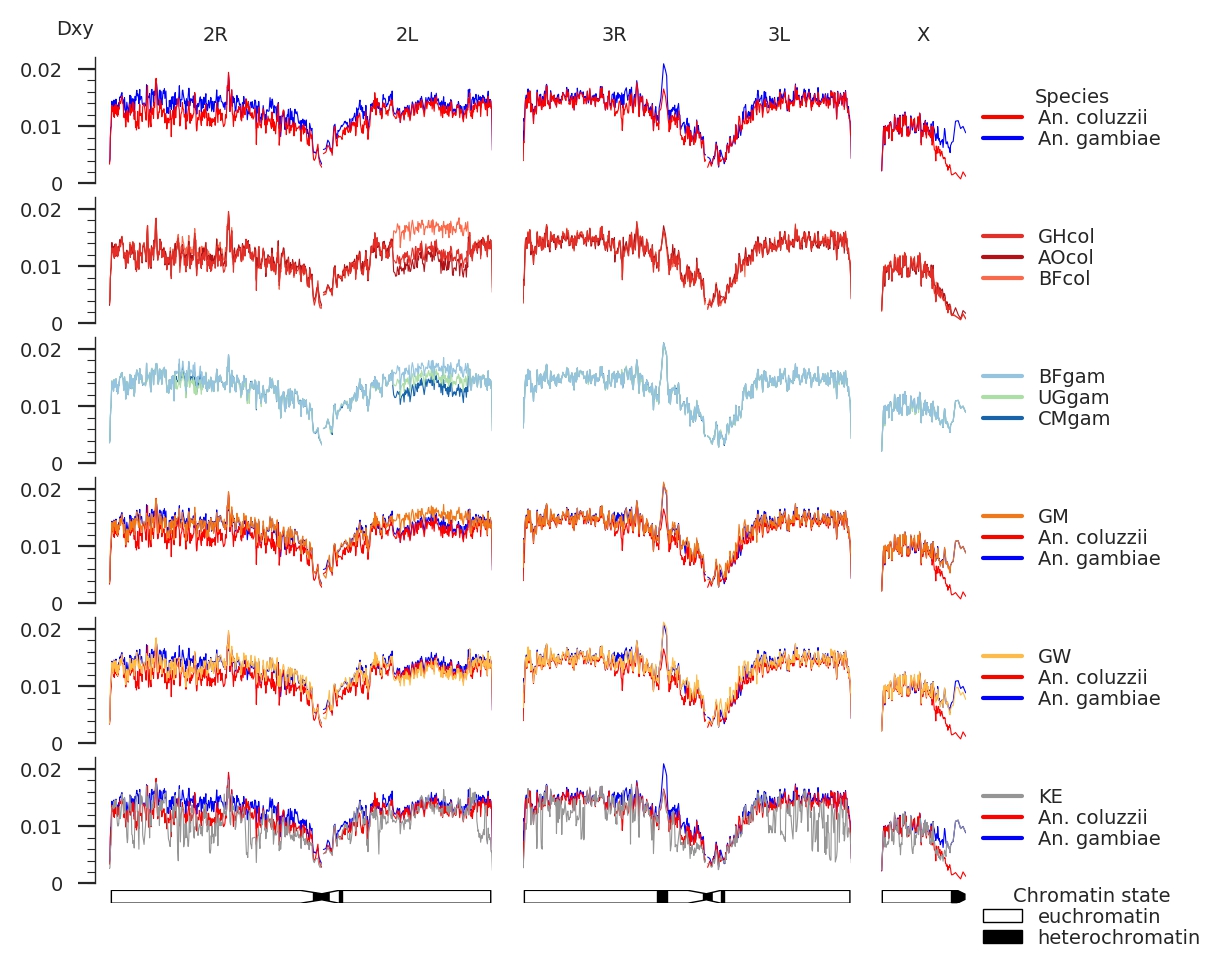 Dxy
2R 2L 3R 3L X
0.02
0.01
0
Species
An. coluzzii
An. gambiae
0.02
0.01
0
GHcol
AOcol
BFcol
0.02
0.01
0
BFgam
UGgam
CMgam
0.02
0.01
0
GM
An. coluzzii
An. gambiae
0.02
0.01
0
GW
An. coluzzii
An. gambiae
0.02
0.01
0
KE
An. coluzzii
An. gambiae
Chromatin state
euchromatin
heterochromatin